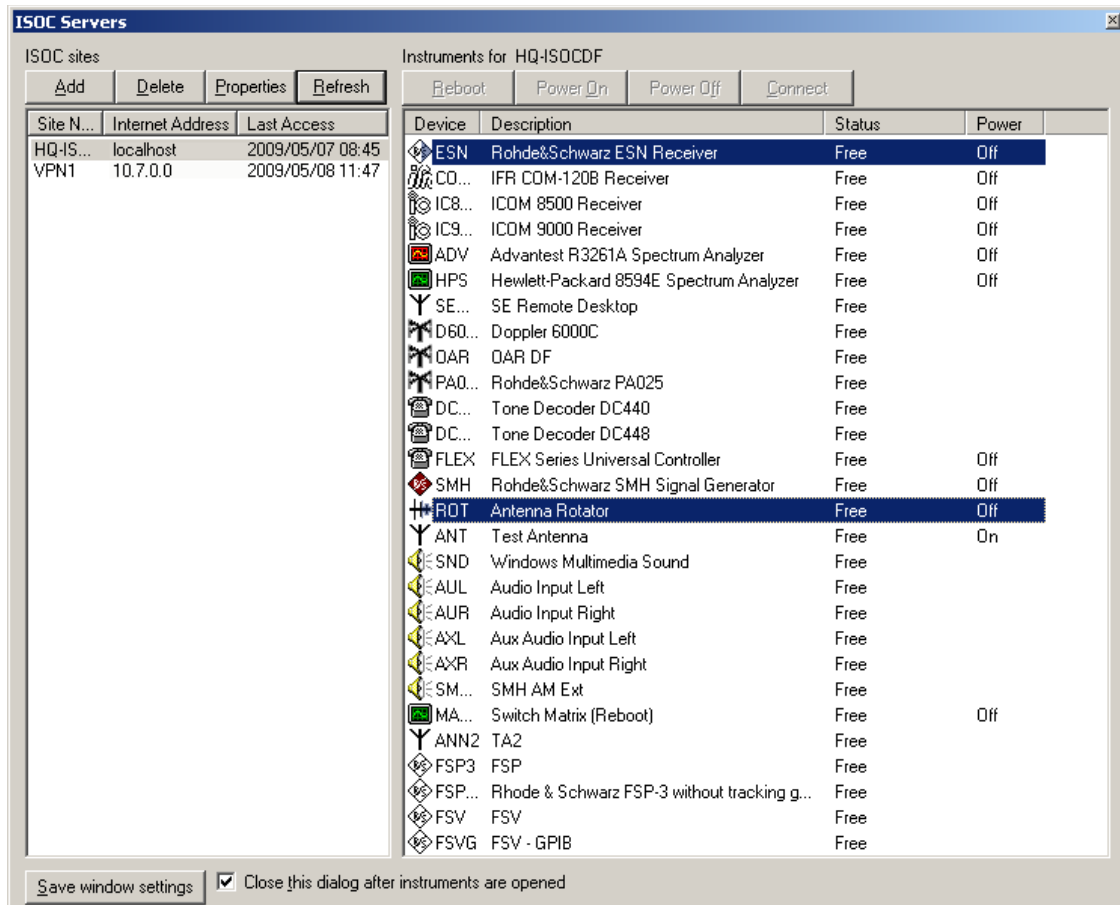 ISOC Servers
ISOC sites
Add Delete Properties Refresh
Site N... Internet Address Last Access
HQ-IS... localhost 2009/05/07 08:45
VPN1 10.7.0.0 2009/05/08 11:47
Instruments for HQ-ISOCDF
Reboot Power On Power Off Connect
Device Description Status Power
ESN Rohde&Schwarz ESN Receiver Free Off
CO... IFR COM-120B Receiver Free Off
IC8... ICOM 8500 Receiver Free Off
IC9... ICOM 9000 Receiver Free Off
ADV Advantest R3261A Spectrum Analyzer Free Off
HPS Hewlett-Packard 8594E Spectrum Analyzer Free Off
SE... SE Remote Desktop Free
D60... Doppler 6000C Free
OAR OAR DF Free
PA0... Rohde&Schwarz PA025 Free
DC... Tone Decoder DC440 Free
DC... Tone Decoder DC448 Free
FLEX FLEX Series Universal Controller Free Off
SMH Rohde&Schwarz SMH Signal Generator Free Off
ROT Antenna Rotator Free Off
ANT Test Antenna Free On
SND Windows Multimedia Sound Free
AUL Audio Input Left Free
AUR Audio Input Right Free
AXL Aux Audio Input Left Free
AXR Aux Audio Input Right Free
SM... SMH AM Ext Free
MA... Switch Matrix (Reboot) Free Off
ANN2 TA2 Free
FSP3 FSP Free
FSP... Rhode & Schwarz FSP-3 without tracking g... Free
FSV FSV Free
FSVG FSV - GPIB Free
Save window settings Close this dialog after instruments are opened